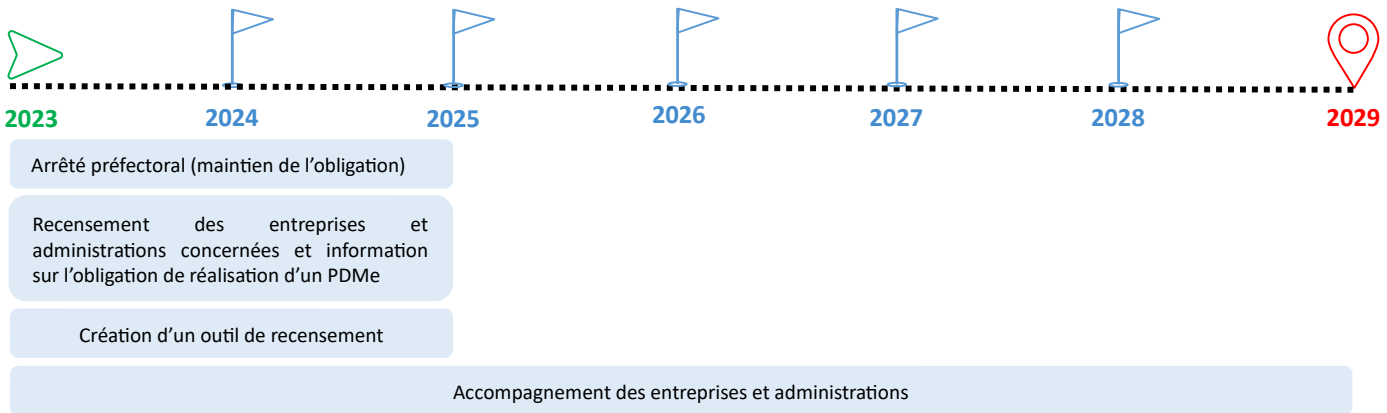 2023 2024 2025 2026 2027 2028 2029
Arrêté préfectoral (maintien de l’obligation)
Recensement des entreprises et
administrations concernées et information
sur l’obligation de réalisation d’un PDMe
Création d’un outil de recensement
Accompagnement des entreprises et administrations